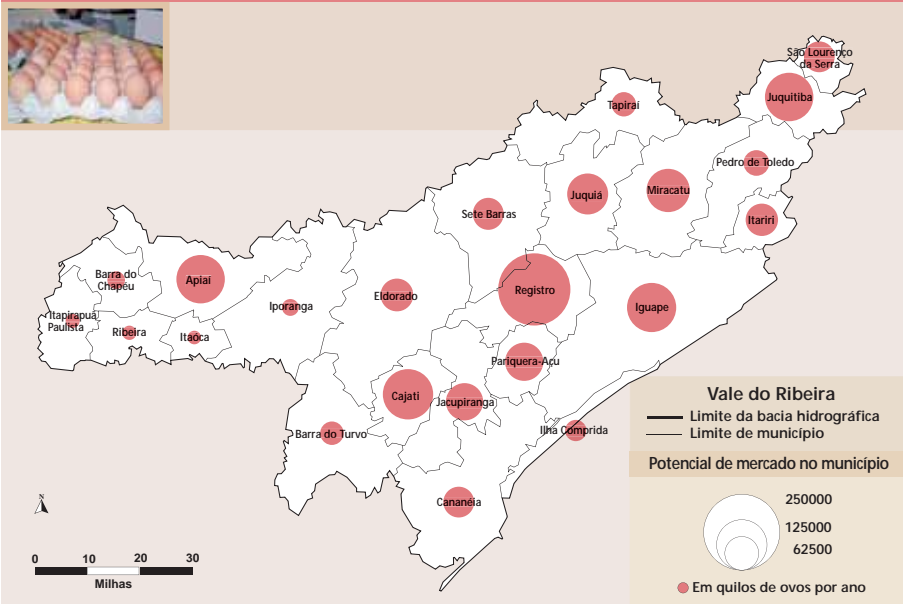 São Lourenço
da Serra
Juquitiba
Tapiraí
Pedro de Toledo
Juquiá
Miracatu
Sete Barras
Itariri
Barra do
Chapéu
Apiaí
Registro
Eldorado
Iporanga
Iguape
Itapirapuã
Paulista
Ribeira
Itaóca
Pariquera-Açu
Cajati
Jacupiranga
Barra do Turvo
Ilha Comprida
Cananéia
Vale do Ribeira
Limite da bacia hidrográfica
Limite de município
Potencial de mercado no município
250000
125000
62500
Em quilos de ovos por ano
N
0 10 20 30
Milhas